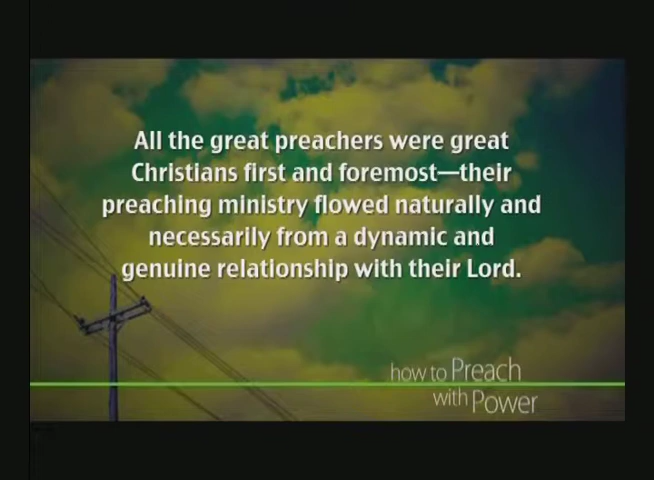 All the great preachers were great
Christians first and foremost—their
preaching ministry flowed naturally and
necessarily from a dynamic and
genuine relationship with their Lord.
how to Preach
with Power